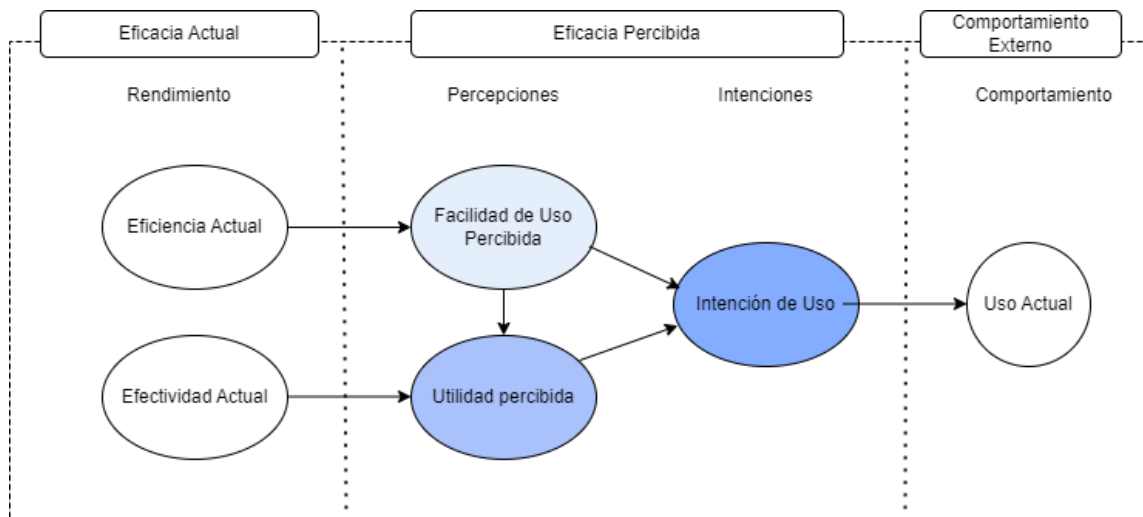 Eficacia Actual
Eficacia Percibida
Comportamiento
Externo
Rendimiento
Percepciones
Intenciones
Comportamiento
Eficiencia Actual
Facilidad de Uso
Percibida
Intención de Uso
Uso Actual
Efectividad Actual
Utilidad percibida